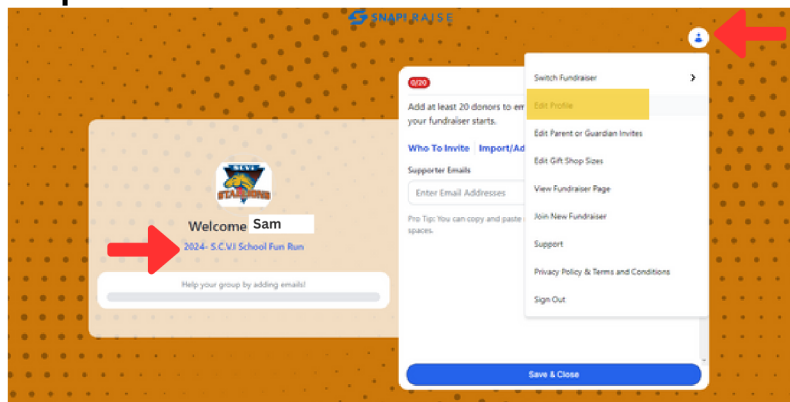 SNAP! RAISE
0/20
Add at least 20 donors to em
your fundraiser starts.
Who To Invite Import/Ad
Supporter Emails
Enter Email Addresses
Pro Tip: You can copy and paste
spaces.
Save & Close
Switch Fundraiser
Edit Profile
Edit Parent or Guardian Invites
Edit Gift Shop Sizes
View Fundraiser Page
Join New Fundraiser
Support
Privacy Policy & Terms and Conditions
Sign Out
SCVI
STALLIONS
Welcome Sam
2024- S.C.V.I School Fun Run
Help your group by adding emails!